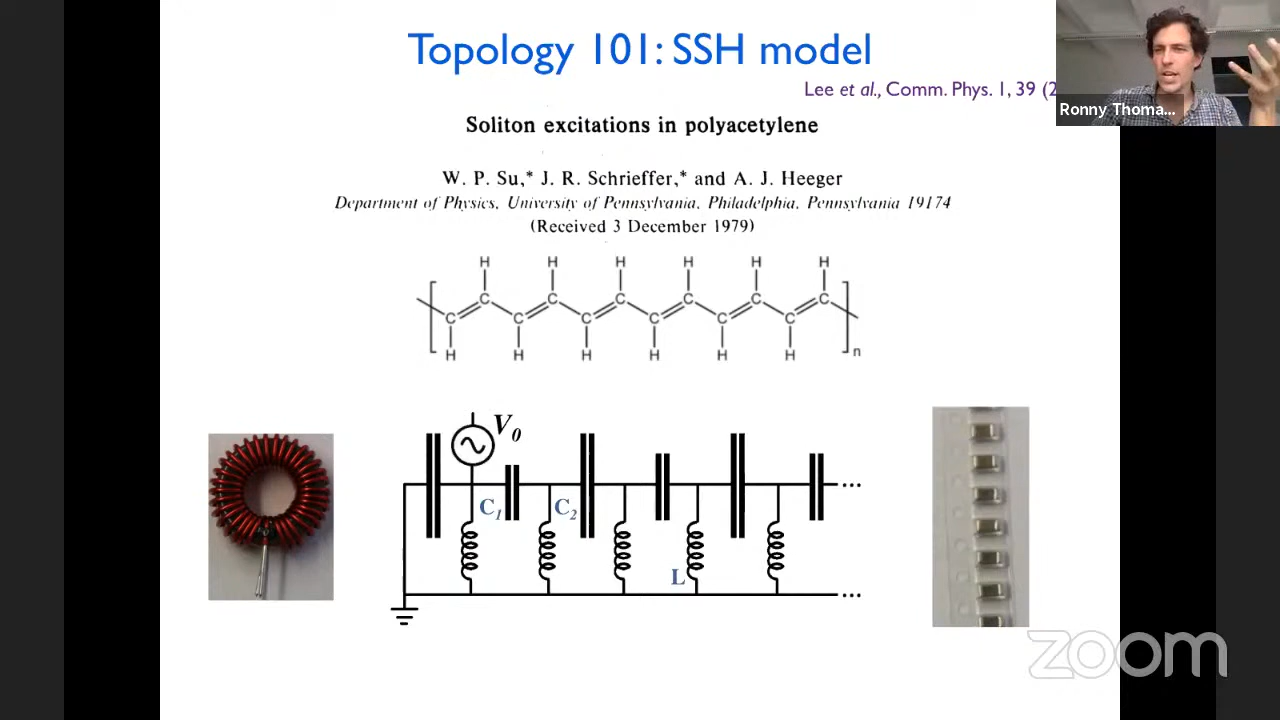 Topology 101: SSH model
Lee et al., Comm. Phys. 1, 39 (2
Ronny Thoma...
Soliton excitations in polyacetylene
W. P. Su,* J. R. Schrieffer,* and A. J. Heeger
Department of Physics, University of Pennsylvania, Philadelphia, Pennsylvania 19174
(Received 3 December 1979)
H H H H H H
C C C C C C
C C C C C C
H H H H H H
n
V0
C1 C2
...
L
...
zoom